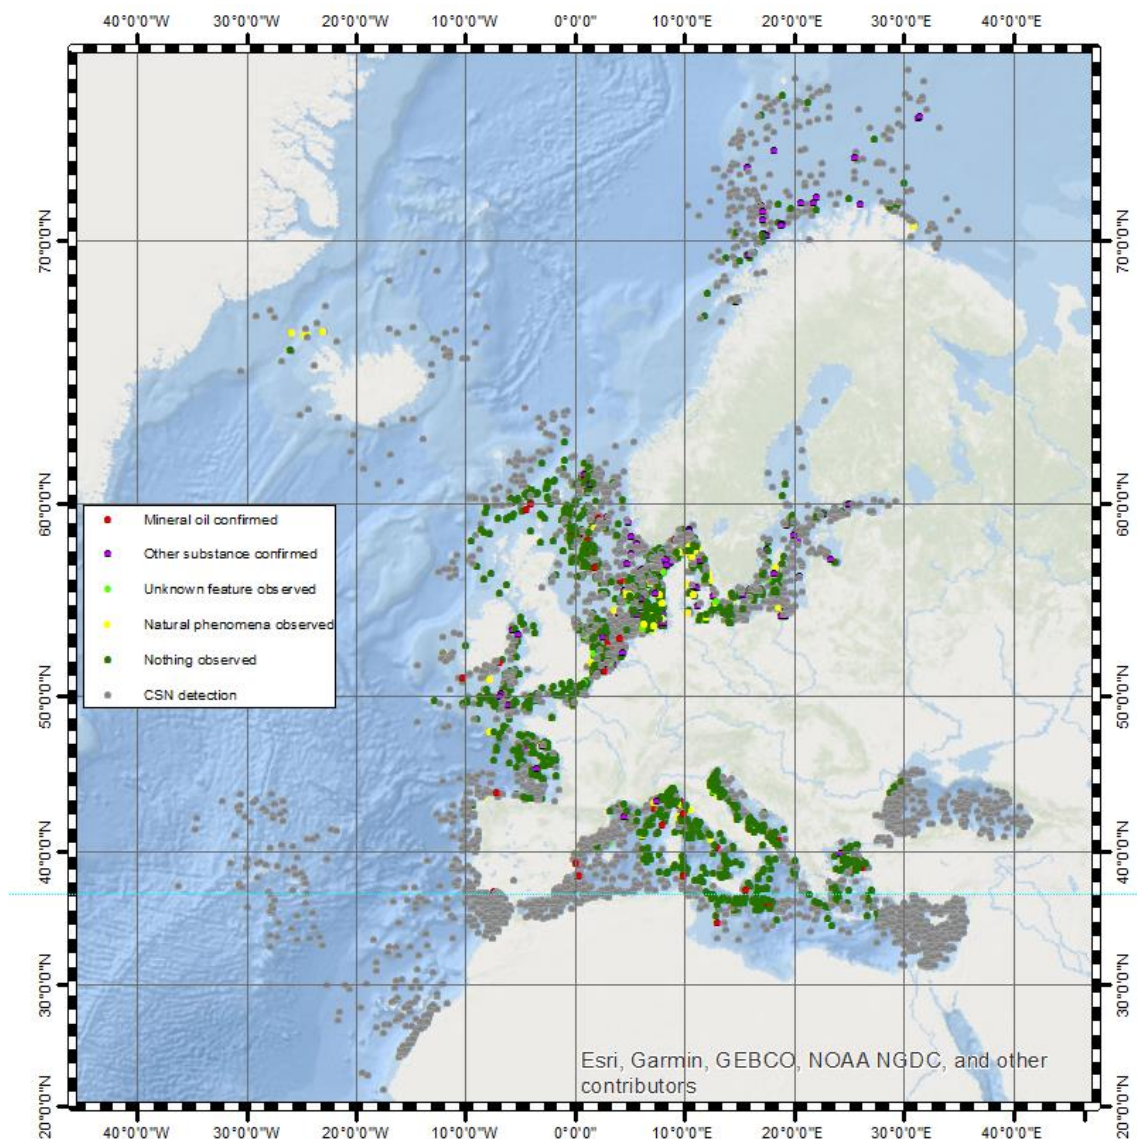 40°0'0"W 30°0'0"W 20°0'0"W 10°0'0"W 0°0'0" 10°0'0"E 20°0'0"E 30°0'0"E 40°0'0"E
70°0'0"N 70°0'0"N
60°0'0"N 60°0'0"N
Mineral oil confirmed
Other substance confirmed
Unknown feature observed
Natural phenomena observed
Nothing observed
CSN detection
50°0'0"N 50°0'0"N
40°0'0"N 40°0'0"N
30°0'0"N 30°0'0"N
Esri, Garmin, GEBCO, NOAA NGDC, and other
contributors
20°0'0"N 20°0'0"N
40°0'0"W 30°0'0"W 20°0'0"W 10°0'0"W 0°0'0" 10°0'0"E 20°0'0"E 30°0'0"E 40°0'0"E